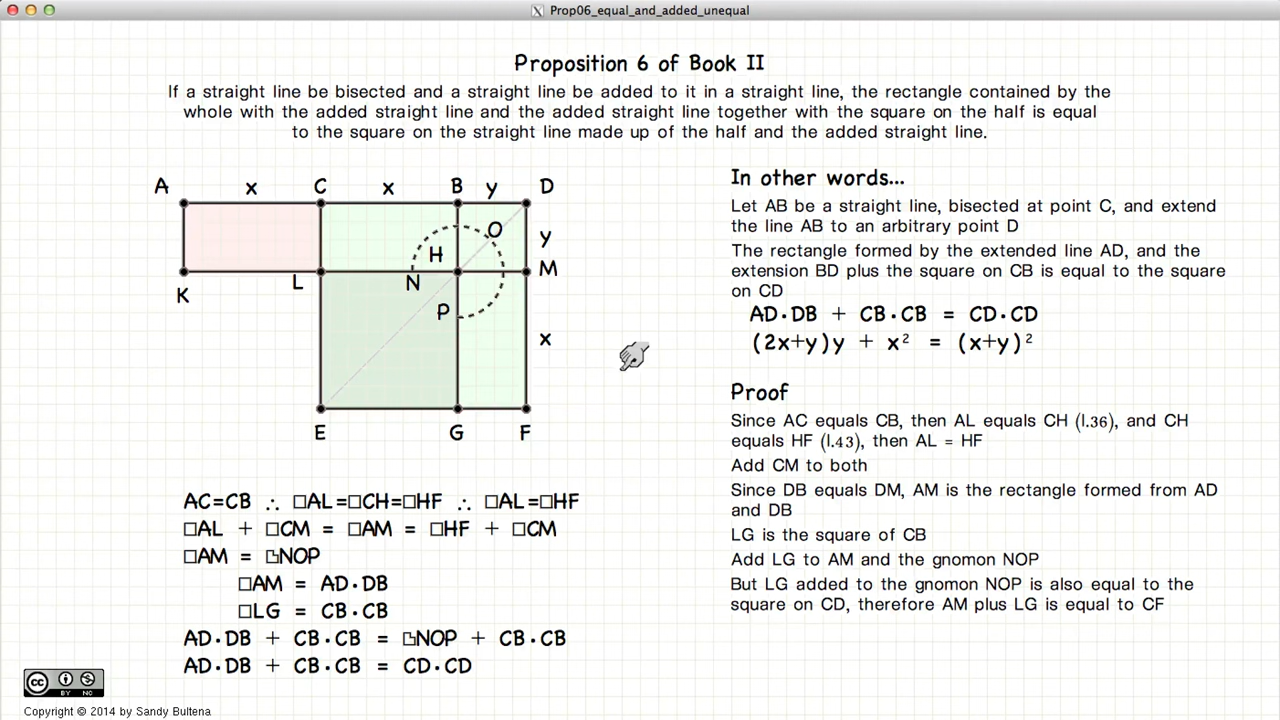 Prop06_equal_and_added_unequal
Proposition 6 of Book II
If a straight line be bisected and a straight line be added to it in a straight line, the rectangle contained by the
whole with the added straight line and the added straight line together with the square on the half is equal
to the square on the straight line made up of the half and the added straight line.
A x C x B y D
O
y
H
M
K L N
P
x
E G F
AC=CB ∴ □AL=□CH=□HF ∴ □AL=□HF
□AL + □CM = □AM = □HF + □CM
□AM = NOP
□AM = AD·DB
□LG = CB·CB
AD·DB + CB·CB = NOP + CB·CB
AD·DB + CB·CB = CD·CD
In other words...
Let AB be a straight line, bisected at point C, and extend
the line AB to an arbitrary point D
The rectangle formed by the extended line AD, and the
extension BD plus the square on CB is equal to the square
on CD
AD·DB + CB·CB = CD·CD
(2x+y)y + x² = (x+y)²
Proof
Since AC equals CB, then AL equals CH (I.36), and CH
equals HF (I.43), then AL = HF
Add CM to both
Since DB equals DM, AM is the rectangle formed from AD
and DB
LG is the square of CB
Add LG to AM and the gnomon NOP
But LG added to the gnomon NOP is also equal to the
square on CD, therefore AM plus LG is equal to CF
cc
BY NC
Copyright © 2014 by Sandy Bultena